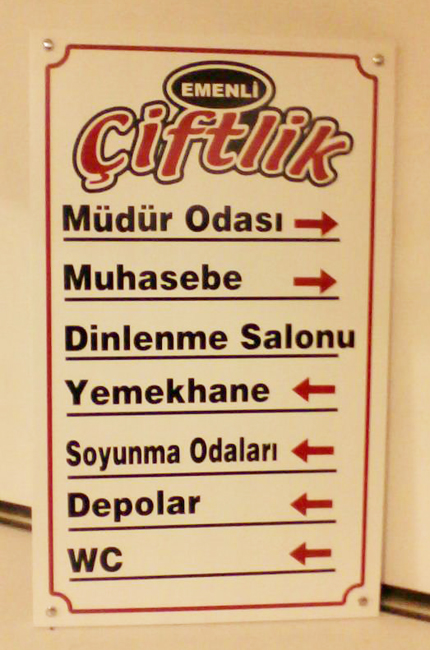 EMENLİ
Çiftlik
Müdür Odası
Muhasebe
Dinlenme Salonu
Yemekhane
Soyunma Odaları
Depolar
WC